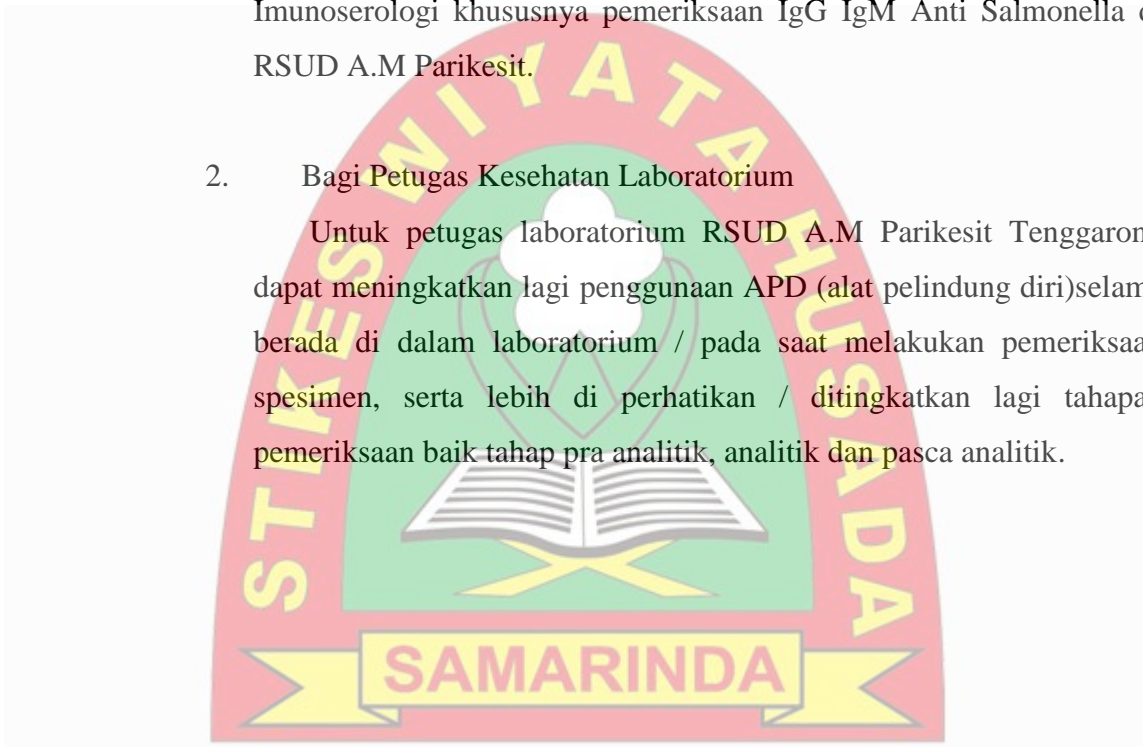 Imunoserologi khususnya pemeriksaan IgG IgM Anti Salmonella
RSUD A.M Parikesit.
2. Bagi Petugas Kesehatan Laboratorium
Untuk petugas laboratorium RSUD A.M Parikesit Tenggaron
dapat meningkatkan lagi penggunaan APD (alat pelindung diri)selam
berada di dalam laboratorium / pada saat melakukan pemeriksaa
spesimen, serta lebih di perhatikan / ditingkatkan lagi tahapa
pemeriksaan baik tahap pra analitik, analitik dan pasca analitik.
STIKES WIYATA HUSADA
SAMARINDA